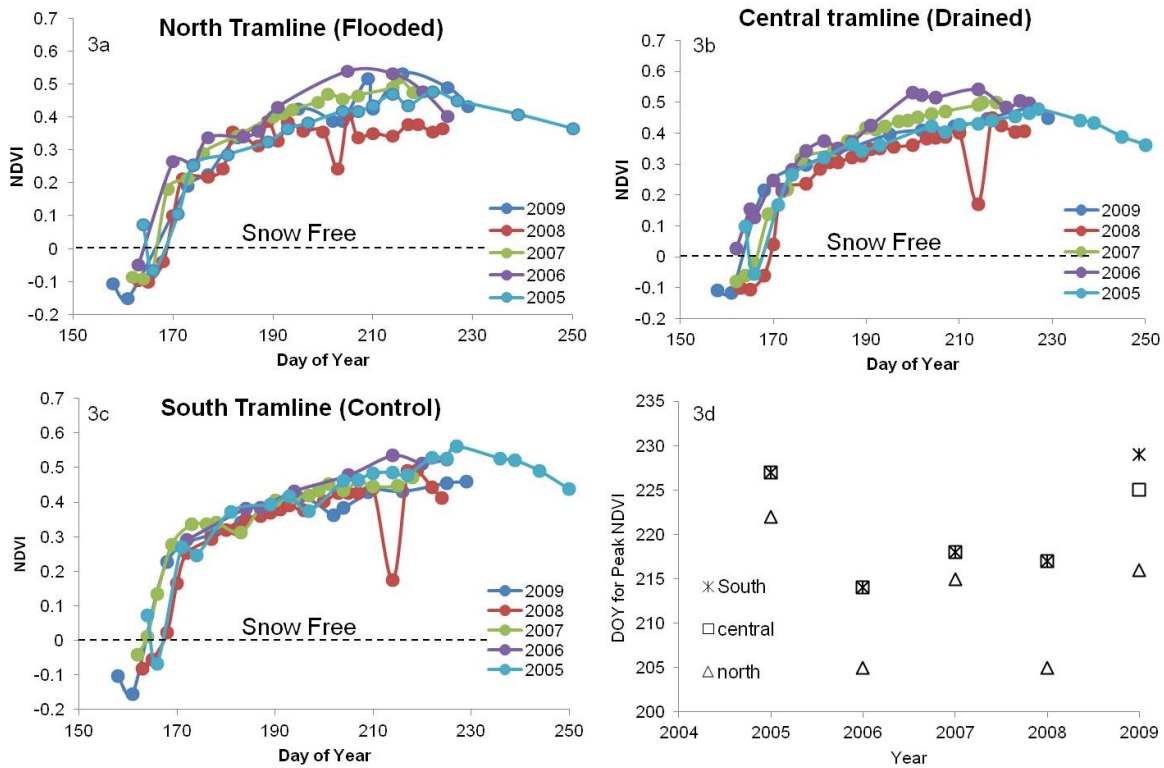 North Tramline (Flooded)
3a
0.7
0.6
0.5
0.4
0.3
0.2
0.1
0
-0.1
-0.2
NDVI
Snow Free
2009
2008
2007
2006
2005
150 170 190 210 230 250
Day of Year
Central tramline (Drained)
3b
0.7
0.6
0.5
0.4
0.3
0.2
0.1
0
-0.1
-0.2
NDVI
Snow Free
2009
2008
2007
2006
2005
150 170 190 210 230 250
Day of Year
South Tramline (Control)
3c
0.7
0.6
0.5
0.4
0.3
0.2
0.1
0
-0.1
-0.2
NDVI
Snow Free
2009
2008
2007
2006
2005
150 170 190 210 230 250
Day of Year
3d
235
230
225
220
215
210
205
200
DOY for Peak NDVI
South
central
north
2004 2005 2006 2007 2008 2009
Year